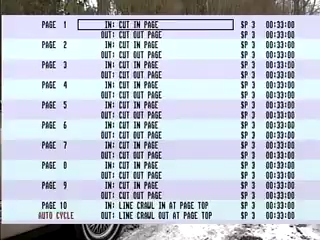 PAGE 1 IN: CUT IN PAGE SP 3 00:33:00
OUT: CUT OUT PAGE SP 3 00:33:00
PAGE 2 IN: CUT IN PAGE SP 3 00:33:00
OUT: CUT OUT PAGE SP 3 00:33:00
PAGE 3 IN: CUT IN PAGE SP 3 00:33:00
OUT: CUT OUT PAGE SP 3 00:33:00
PAGE 4 IN: CUT IN PAGE SP 3 00:33:00
OUT: CUT OUT PAGE SP 3 00:33:00
PAGE 5 IN: CUT IN PAGE SP 3 00:33:00
OUT: CUT OUT PAGE SP 3 00:33:00
PAGE 6 IN: CUT IN PAGE SP 3 00:33:00
OUT: CUT OUT PAGE SP 3 00:33:00
PAGE 7 IN: CUT IN PAGE SP 3 00:33:00
OUT: CUT OUT PAGE SP 3 00:33:00
PAGE 8 IN: CUT IN PAGE SP 3 00:33:00
OUT: CUT OUT PAGE SP 3 00:33:00
PAGE 9 IN: CUT IN PAGE SP 3 00:33:00
OUT: CUT OUT PAGE SP 3 00:33:00
PAGE 10 IN: LINE CRAWL IN AT PAGE TOP SP 3 00:33:00
AUTO CYCLE OUT: LINE CRAWL OUT AT PAGE TOP SP 3 00:33:00